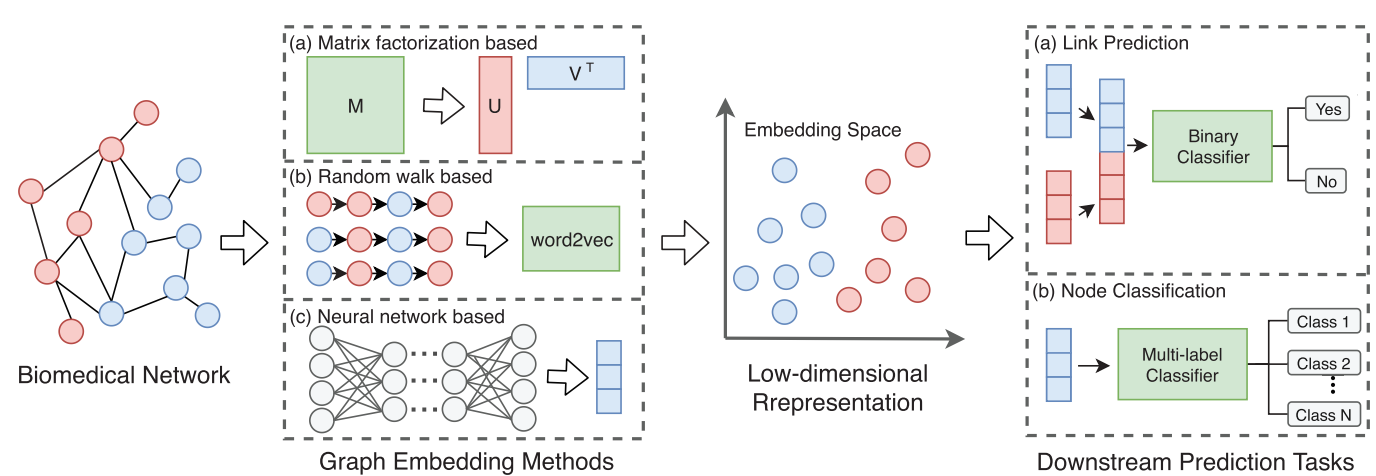 Biomedical Network
(a) Matrix factorization based
M
U
V T
(b) Random walk based
word2vec
(c) Neural network based
Graph Embedding Methods
Embedding Space
Low-dimensional
Rrepresentation
(a) Link Prediction
Binary
Classifier
Yes
No
(b) Node Classification
Multi-label
Classifier
Class 1
Class 2
Class N
Downstream Prediction Tasks